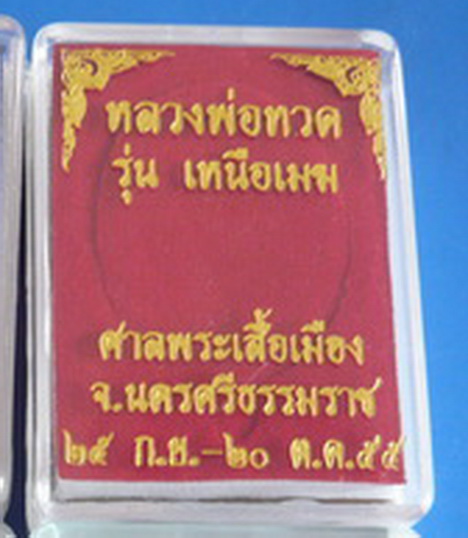 หลวงพ่อทวด
รุ่น เหนือเมฆ
ศาลพระเสื้อเมือง
จ.นครศรีธรรมราช
๒๕ ก.ย.-๒๐ ต.ค.๕๕